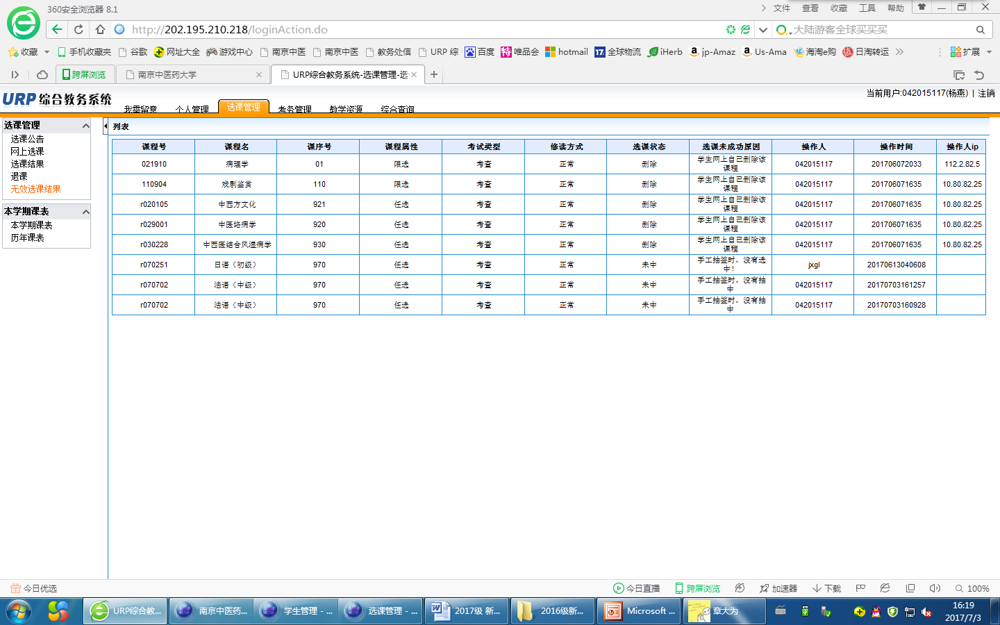 360安全浏览器 8.1
文件 查看 收藏 工具 帮助
http://202.195.210.218/loginAction.do
大陆游客全球买买买
收藏 手机收藏夹 谷歌 网址大全 游戏中心 南京中医 南京中医 教务处信 URP 综 百度 唯品会 hotmail 全球物流 iHerb jp-Amaz Us-Ama 海淘e购 日淘转运 扩展
跨屏浏览 南京中医药大学 URP综合教务系统-选课管理-选
URP 综合教务系统
当前用户:042015117(杨燕) | 注销
我需留意 个人管理 选课管理 考务管理 教学资源 综合查询
选课管理
选课公告
网上选课
选课结果
退课
无效选课结果
本学期课表
本学期课表
历年课表
列表
课程号 课程名 课序号 课程属性 考试类型 修读方式 选课状态 选课未成功原因 操作人 操作时间 操作人ip
021910 病理学 01 限选 考查 正常 删除 学生网上自己删除该课程 042015117 201706072033 112.2.82.5
110904 戏剧鉴赏 110 限选 考查 正常 删除 学生网上自己删除该课程 042015117 201706071635 10.80.82.25
r020105 中西方文化 921 任选 考查 正常 删除 学生网上自己删除该课程 042015117 201706071635 10.80.82.25
r029001 中医络病学 920 任选 考查 正常 删除 学生网上自己删除该课程 042015117 201706071635 10.80.82.25
r030228 中西医结合风湿病学 930 任选 考查 正常 删除 学生网上自己删除该课程 042015117 201706071635 10.80.82.25
r070251 日语（初级） 970 任选 考查 正常 未中 手工抽签时，没有选中！ jxgl 20170613040608
r070702 法语（中级） 970 任选 考查 正常 未中 手工抽签时，没有抽中 042015117 20170703161257
r070702 法语（中级） 970 任选 考查 正常 未中 手工抽签时，没有抽中 042015117 20170703160928
今日优选
今日直播 跨屏浏览 加速器 下载 100%
URP综合教... 南京中医药... 学生管理 - ... 选课管理 - ... 2017级 新... 2016级新... Microsoft ... 章大为
16:19
2017/7/3